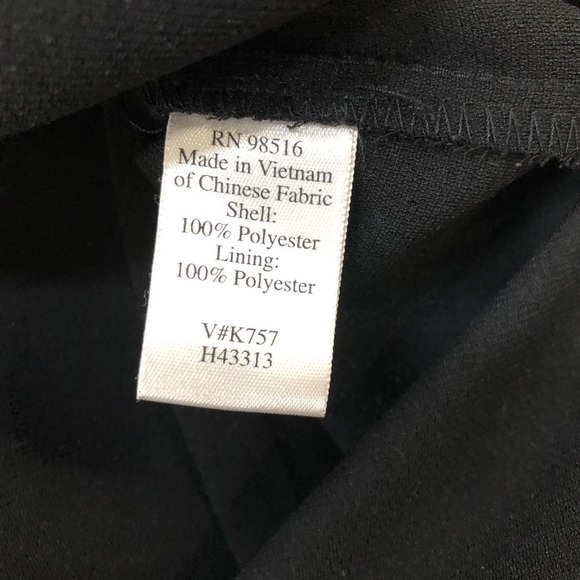 RN 98516
Made in Vietnam
of Chinese Fabric
Shell:
100% Polyester
Lining:
100% Polyester
V#K757
H43313